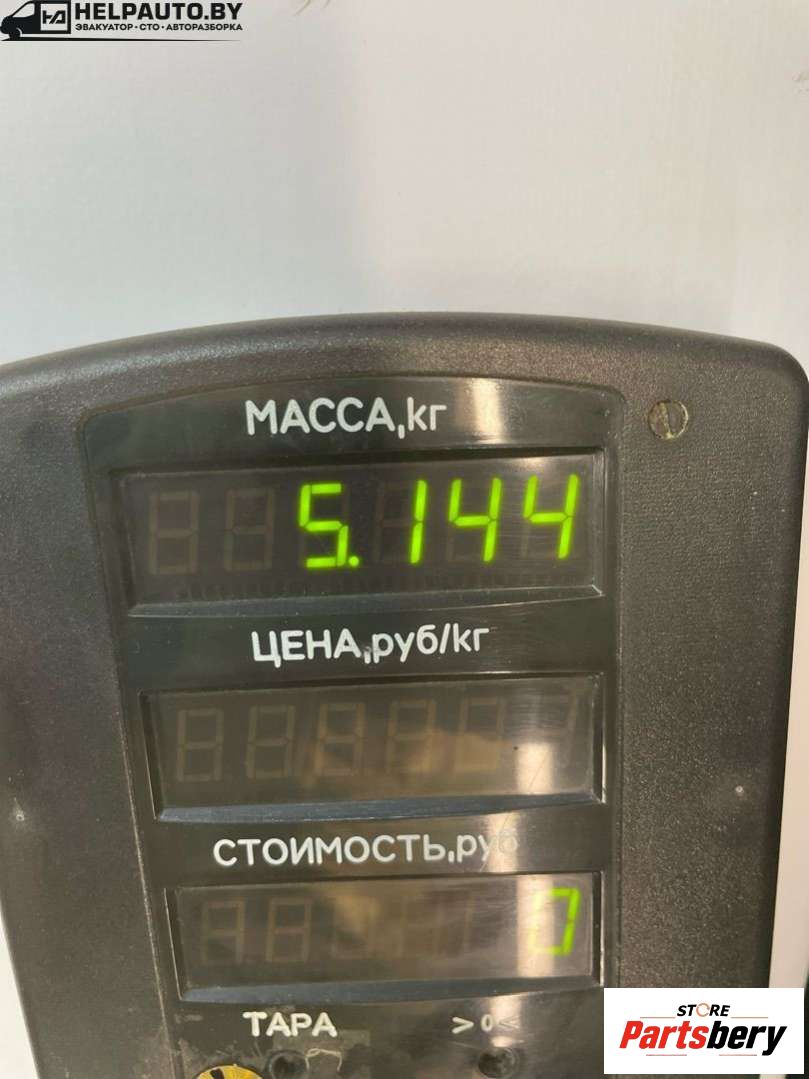 HELPAUTO.BY
ЭВАКУАТОР • СТО • АВТОРАЗБОРКА
МАССА,кг
5.144
ЦЕНА,руб/кг
СТОИМОСТЬ,руб
0
ТАРА >0<
STORE
Partsbery